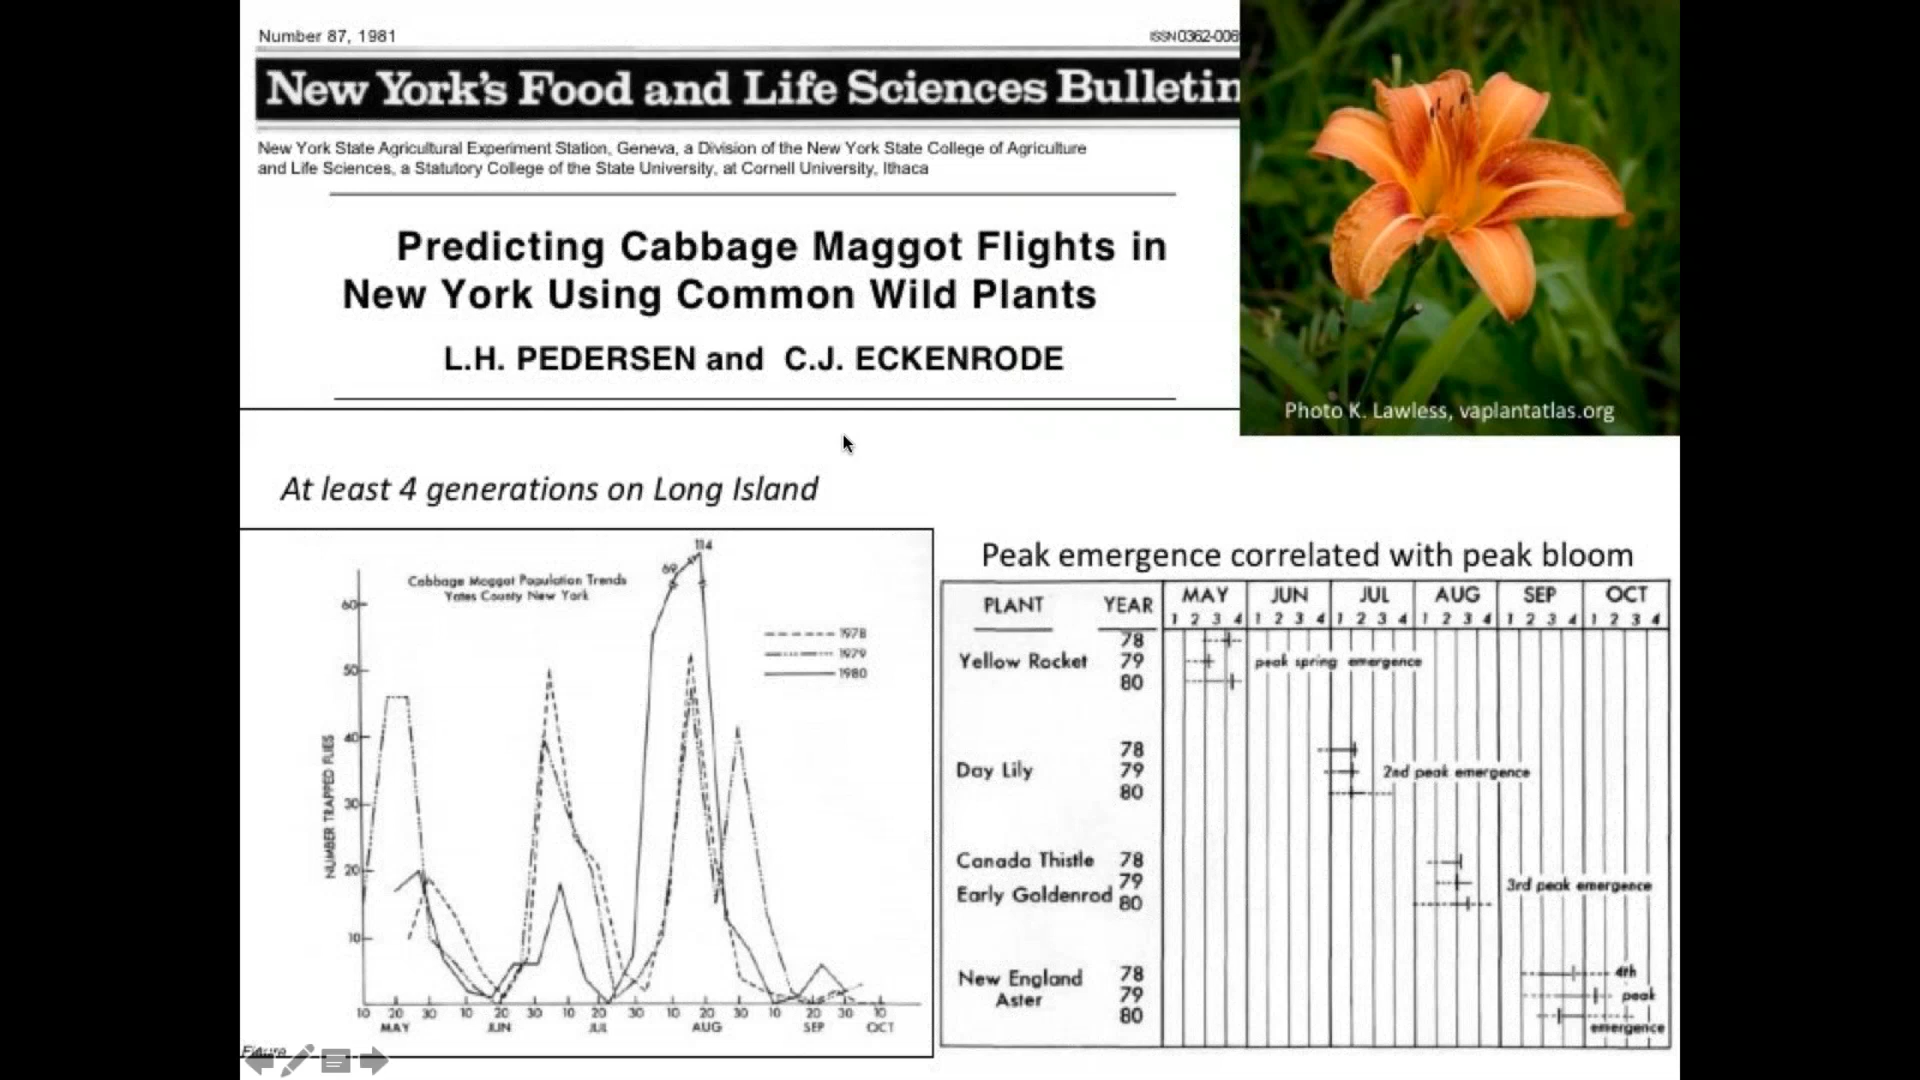 Number 87, 1981
ISSN 0362-006
New York's Food and Life Sciences Bulletin
New York State Agricultural Experiment Station, Geneva, a Division of the New York State College of Agriculture
and Life Sciences, a Statutory College of the State University, at Cornell University, Ithaca
Predicting Cabbage Maggot Flights in
New York Using Common Wild Plants
L.H. PEDERSEN and C.J. ECKENRODE
Photo K. Lawless, vaplantatlas.org
At least 4 generations on Long Island
114
69
Cabbage Maggot Population Trends
Yates County New York
1978
1979
1980
NUMBER TRAPPED FLIES
60
50
40
30
20
10
10 20 30 10 20 30 10 20 30 10 20 30 10 20 30 10
MAY JUN JUL AUG SEP OCT
Figure
Peak emergence correlated with peak bloom
PLANT YEAR MAY JUN JUL AUG SEP OCT
1 2 3 4 1 2 3 4 1 2 3 4 1 2 3 4 1 2 3 4 1 2 3 4
78
Yellow Rocket 79 peak spring emergence
80
78
Day Lily 79 2nd peak emergence
80
Canada Thistle 78
79 3rd peak emergence
Early Goldenrod 80
New England 78 4th
Aster 79 peak
80 emergence